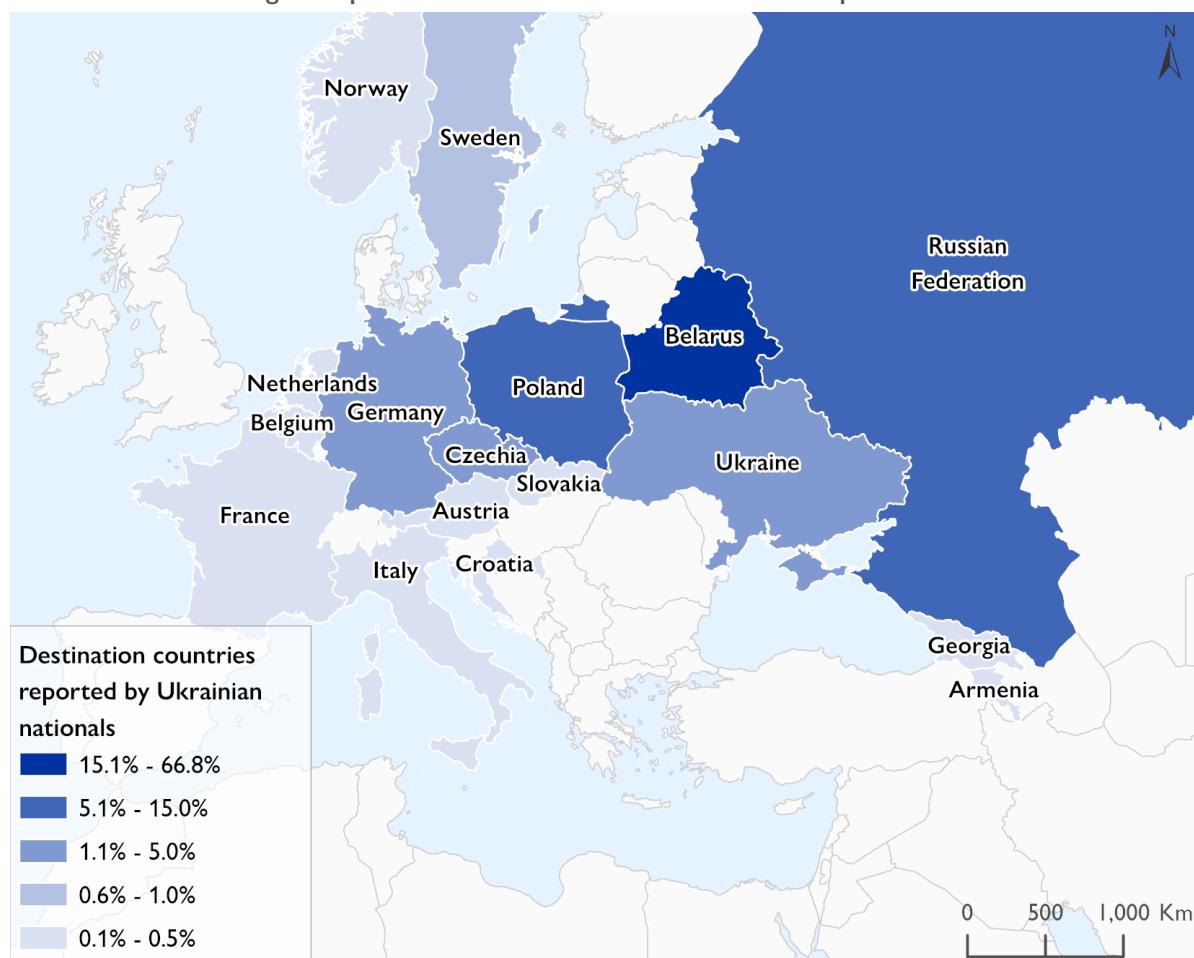 N
Norway
Sweden
Russian
Federation
Belarus
Netherlands
Poland
Germany
Belgium
Czechia
Ukraine
Slovakia
France
Austria
Croatia
Italy
Georgia
Armenia
Destination countries
reported by Ukrainian
nationals
15.1% - 66.8%
5.1% - 15.0%
1.1% - 5.0%
0.6% - 1.0%
0.1% - 0.5%
0 500 1,000 Km